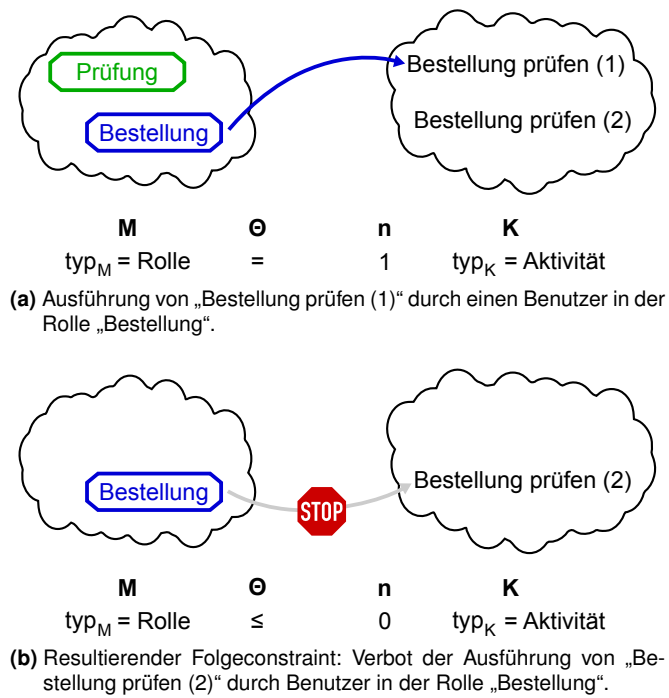 Prüfung
Bestellung
Bestellung prüfen (1)
Bestellung prüfen (2)
M Θ n K
typM = Rolle = 1 typK = Aktivität
(a) Ausführung von „Bestellung prüfen (1)“ durch einen Benutzer in der
Rolle „Bestellung“.
Bestellung
STOP
Bestellung prüfen (2)
M Θ n K
typM = Rolle ≤ 0 typK = Aktivität
(b) Resultierender Folgeconstraint: Verbot der Ausführung von „Be-
stellung prüfen (2)“ durch Benutzer in der Rolle „Bestellung“.